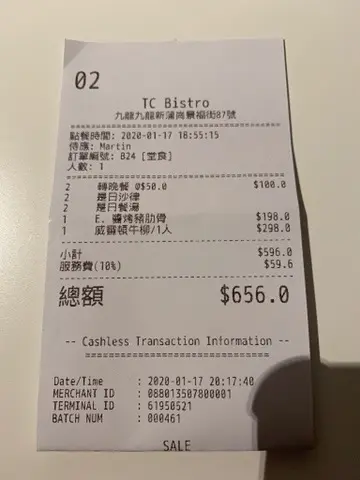 02
TC Bistro
九龍九龍新蒲崗景福街87號
點餐時間: 2020-01-17 18:55:15
侍應: Martin
訂單編號: 824 [堂食]
人數: 1
2 轉晚餐 @$50.0 $100.0
2 是日沙律
2 是日餐湯
1 E. 醬烤豬肋骨 $198.0
1 威靈頓牛柳/1人 $298.0
小計 $596.0
服務費(10%) $59.6
總額 $656.0
-- Cashless Transaction Information --
Date/Time : 2020-01-17 20:17:40
MERCHANT ID : 088013507800001
TERMINAL ID : 61950521
BATCH NUM : 000461
SALE